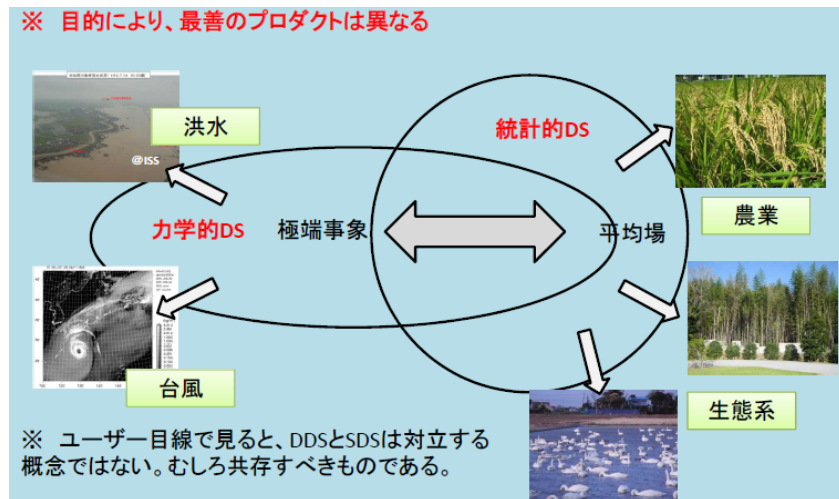 ※ 目的により、最善のプロダクトは異なる
洪水
@ISS
統計的DS
農業
力学的DS
極端事象
平均場
台風
生態系
※ ユーザー目線で見ると、DDSとSDSは対立する
概念ではない。むしろ共存すべきものである。